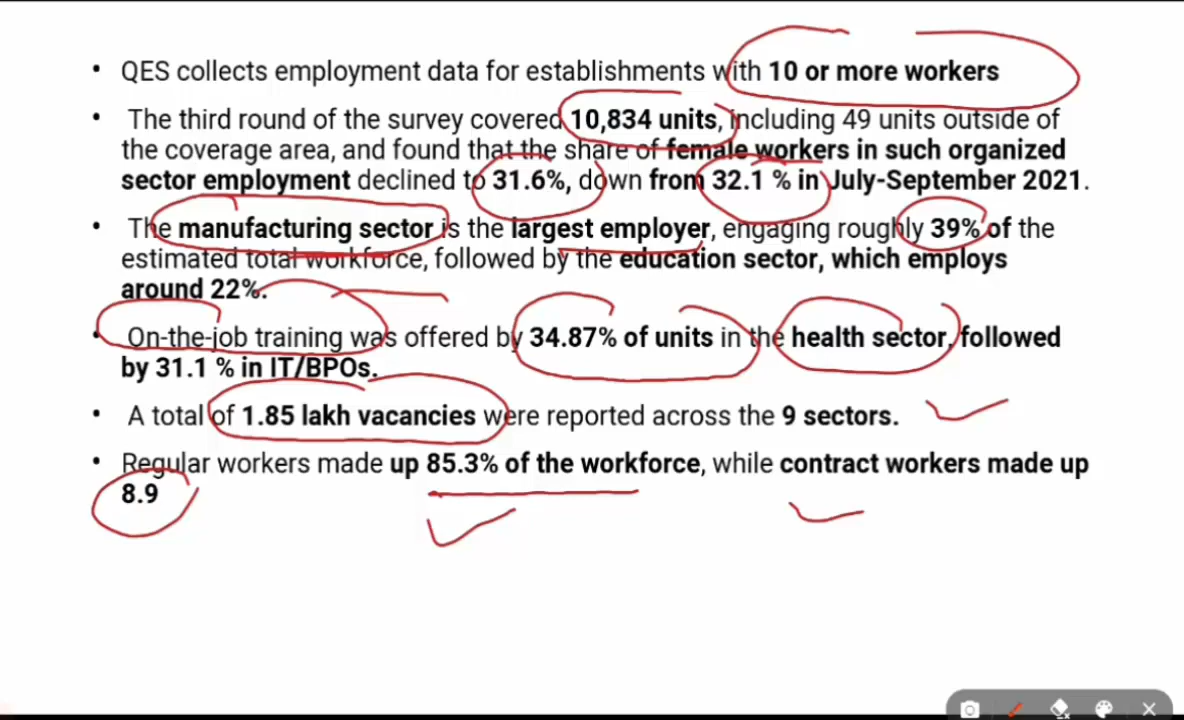 • QES collects employment data for establishments with 10 or more workers
• The third round of the survey covered 10,834 units, including 49 units outside of
the coverage area, and found that the share of female workers in such organized
sector employment declined to 31.6%, down from 32.1 % in July-September 2021.
• The manufacturing sector is the largest employer, engaging roughly 39% of the
estimated total workforce, followed by the education sector, which employs
around 22%.
• On-the-job training was offered by 34.87% of units in the health sector, followed
by 31.1 % in IT/BPOs.
• A total of 1.85 lakh vacancies were reported across the 9 sectors.
• Regular workers made up 85.3% of the workforce, while contract workers made up
8.9